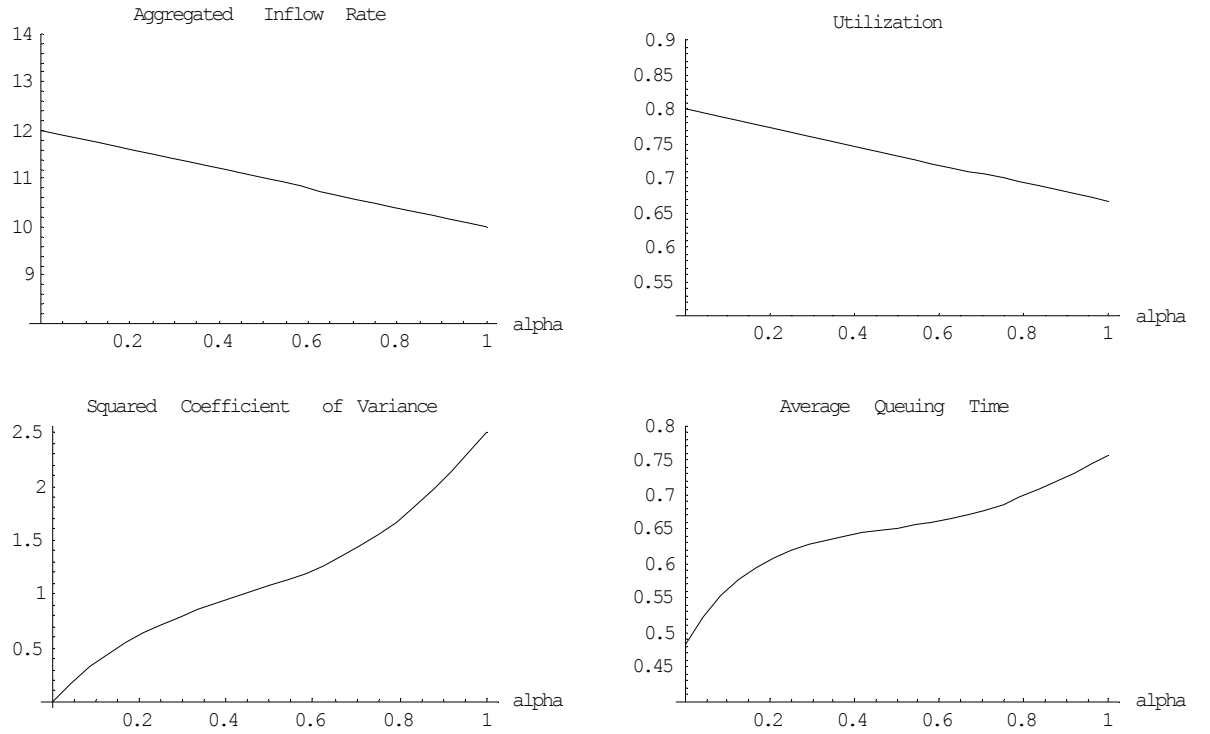 Aggregated Inflow Rate
14
13
12
11
10
9
0.2 0.4 0.6 0.8 1
alpha
Utilization
0.9
0.85
0.8
0.75
0.7
0.65
0.6
0.55
0.2 0.4 0.6 0.8 1
alpha
Squared Coefficient of Variance
2.5
2
1.5
1
0.5
0.2 0.4 0.6 0.8 1
alpha
Average Queuing Time
0.8
0.75
0.7
0.65
0.6
0.55
0.5
0.45
0.2 0.4 0.6 0.8 1
alpha